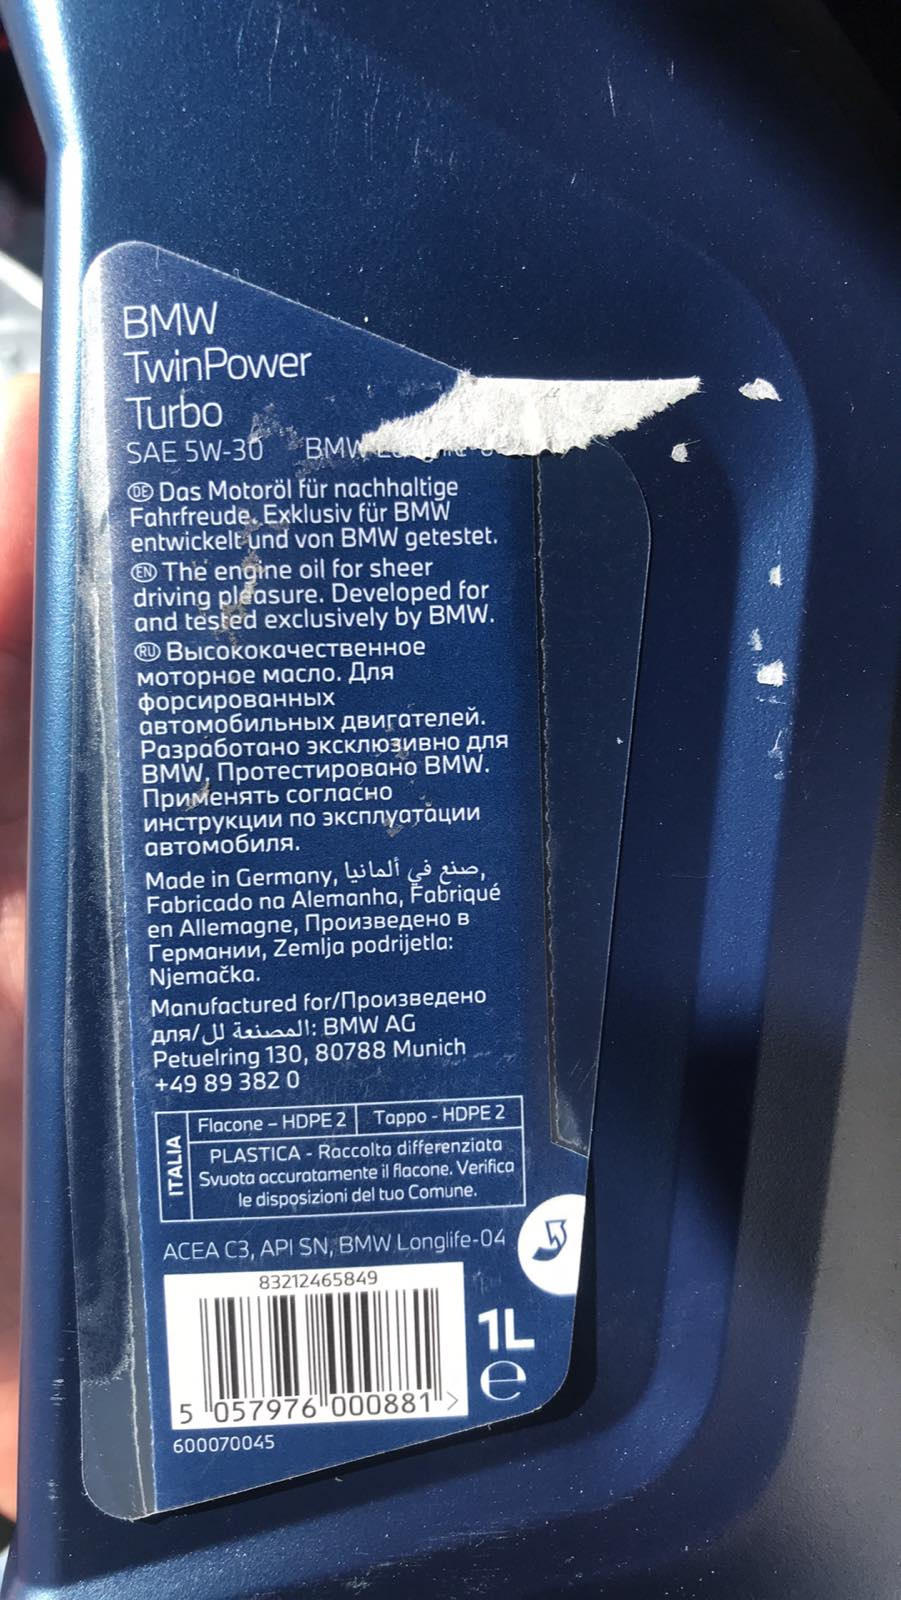 BMW
TwinPower
Turbo
SAE 5W-30 BMW
DE Das Motoröl für nachhaltige
Fahrfreude. Exklusiv für BMW
entwickelt und von BMW getestet.
EN The engine oil for sheer
driving pleasure. Developed for
and tested exclusively by BMW.
RU Высококачественное
моторное масло. Для
форсированных
автомобильных двигателей.
Разработано эксклюзивно для
BMW. Протестировано BMW.
Применять согласно
инструкции по эксплуатации
автомобиля.
Made in Germany, صنع في ألمانيا,
Fabricado na Alemanha, Fabriqué
en Allemagne, Произведено в
Германии, Zemlja podrijetla:
Njemačka.
Manufactured for/Произведено
для/المصنعة لل: BMW AG
Petuelring 130, 80788 Munich
+49 89 382 0
ITALIA
Flacone – HDPE 2 Tappo - HDPE 2
PLASTICA - Raccolta differenziata
Svuota accuratamente il flacone. Verifica
le disposizioni del tuo Comune.
ACEA C3, API SN, BMW Longlife-04
83212465849
5 057976 000881 >
1L
e
600070045